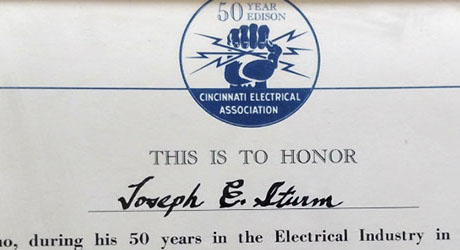 50 YEAR
EDISON
CINCINNATI ELECTRICAL
ASSOCIATION
THIS IS TO HONOR
Joseph E. Sturm
ho, during his 50 years in the Electrical Industry in